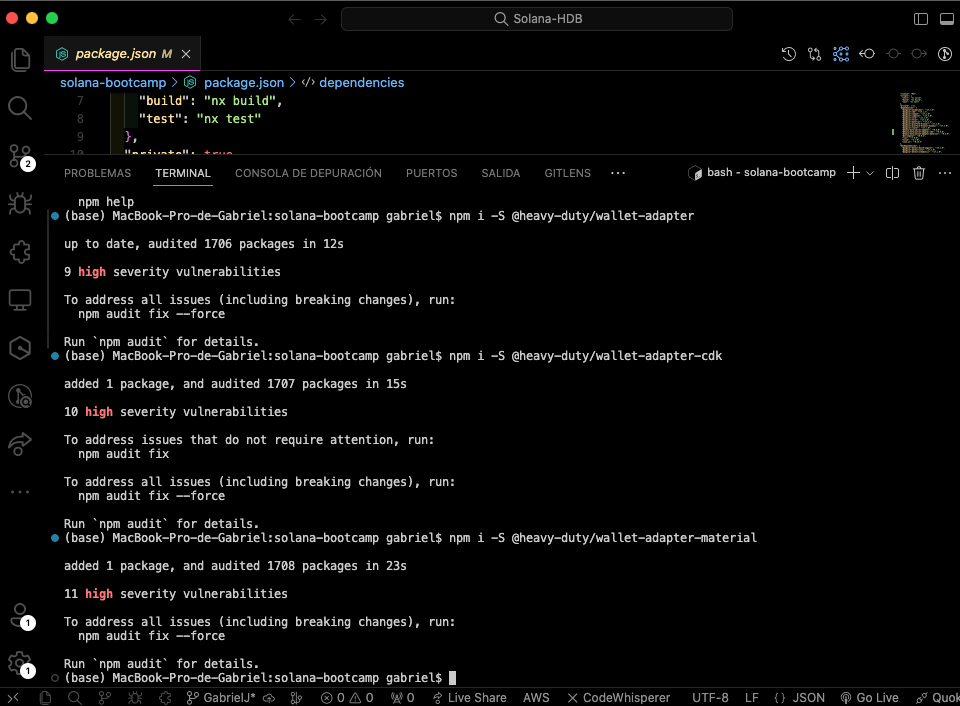 Solana-HDB
package.json M
solana-bootcamp > package.json > dependencies
7 "build": "nx build",
8 "test": "nx test"
9 },
10 "private": true
PROBLEMAS TERMINAL CONSOLA DE DEPURACIÓN PUERTOS SALIDA GITLENS ··· bash - solana-bootcamp
npm help
(base) MacBook-Pro-de-Gabriel:solana-bootcamp gabriel$ npm i -S @heavy-duty/wallet-adapter
up to date, audited 1706 packages in 12s
9 high severity vulnerabilities
To address all issues (including breaking changes), run:
npm audit fix --force
Run `npm audit` for details.
(base) MacBook-Pro-de-Gabriel:solana-bootcamp gabriel$ npm i -S @heavy-duty/wallet-adapter-cdk
added 1 package, and audited 1707 packages in 15s
10 high severity vulnerabilities
To address issues that do not require attention, run:
npm audit fix
To address all issues (including breaking changes), run:
npm audit fix --force
Run `npm audit` for details.
(base) MacBook-Pro-de-Gabriel:solana-bootcamp gabriel$ npm i -S @heavy-duty/wallet-adapter-material
added 1 package, and audited 1708 packages in 23s
11 high severity vulnerabilities
To address all issues (including breaking changes), run:
npm audit fix --force
Run `npm audit` for details.
(base) MacBook-Pro-de-Gabriel:solana-bootcamp gabriel$
2
1
1
GabrielJ* 0 0 0 Live Share AWS CodeWhisperer UTF-8 LF { } JSON Go Live Quok